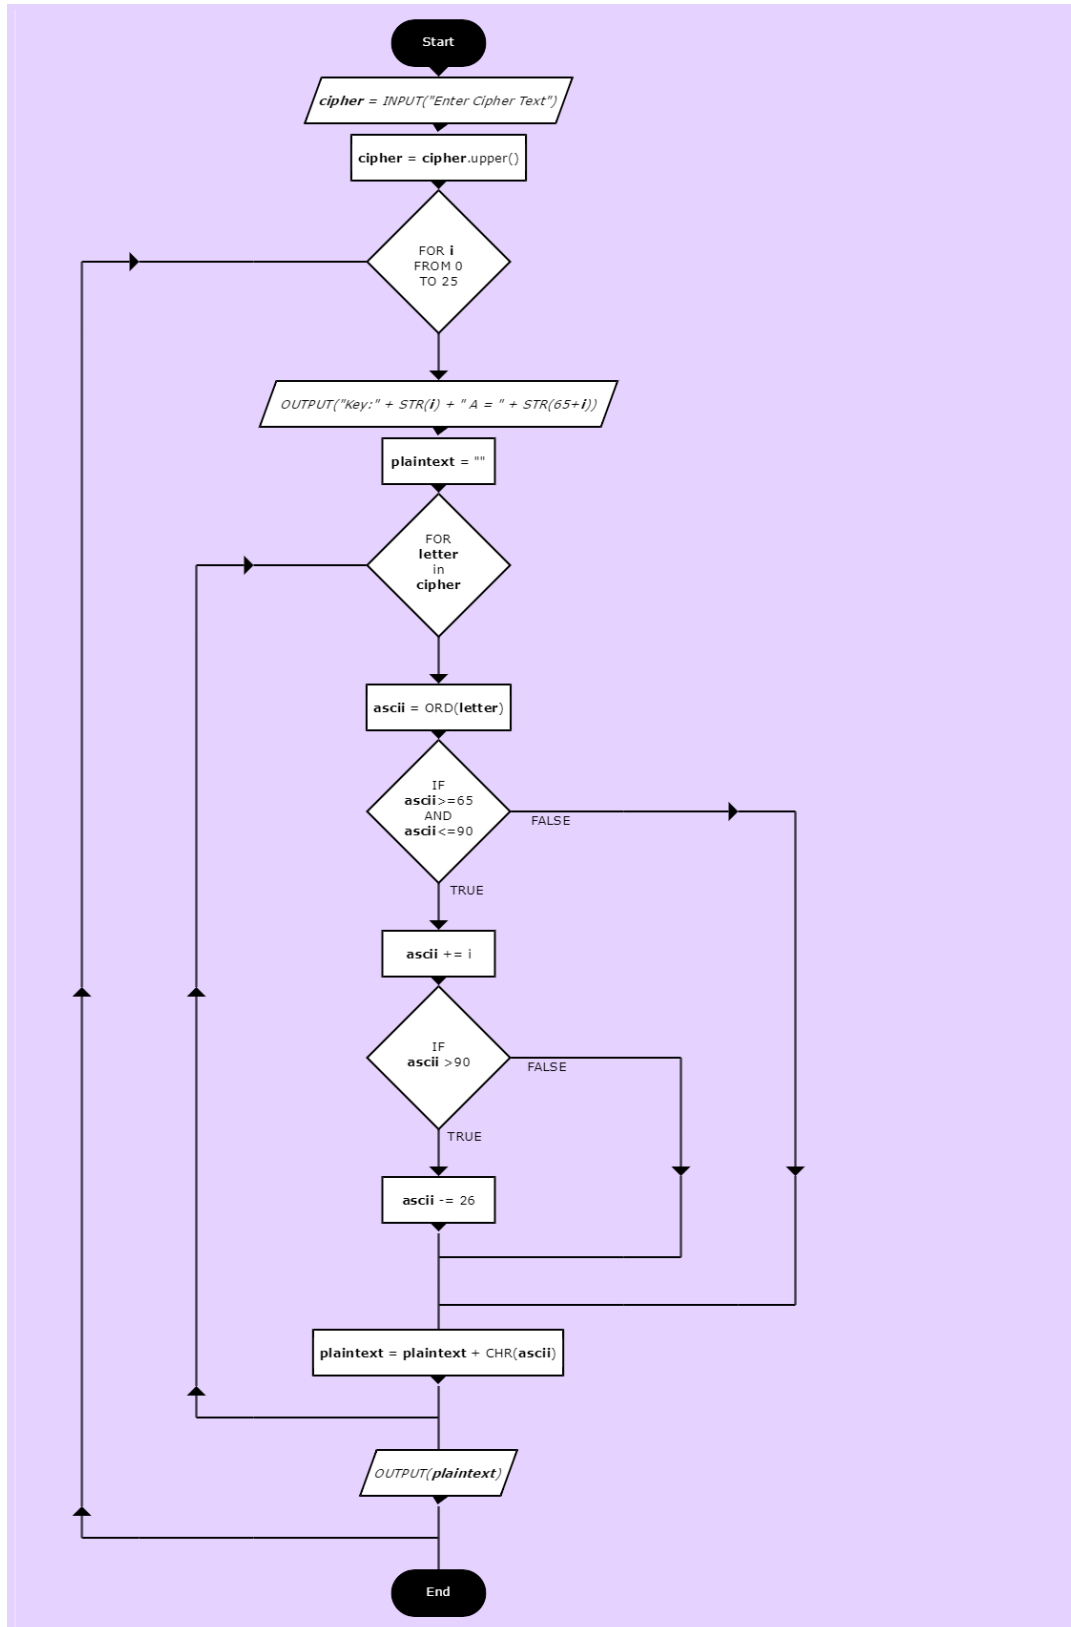 Start
cipher = INPUT("Enter Cipher Text")
cipher = cipher.upper()
FOR i
FROM 0
TO 25
OUTPUT("Key:" + STR(i) + " A = " + STR(65+i))
plaintext = ""
FOR
letter
in
cipher
ascii = ORD(letter)
IF
ascii>=65
AND
ascii<=90
FALSE
TRUE
ascii += i
IF
ascii >90
FALSE
TRUE
ascii -= 26
plaintext = plaintext + CHR(ascii)
OUTPUT(plaintext)
End